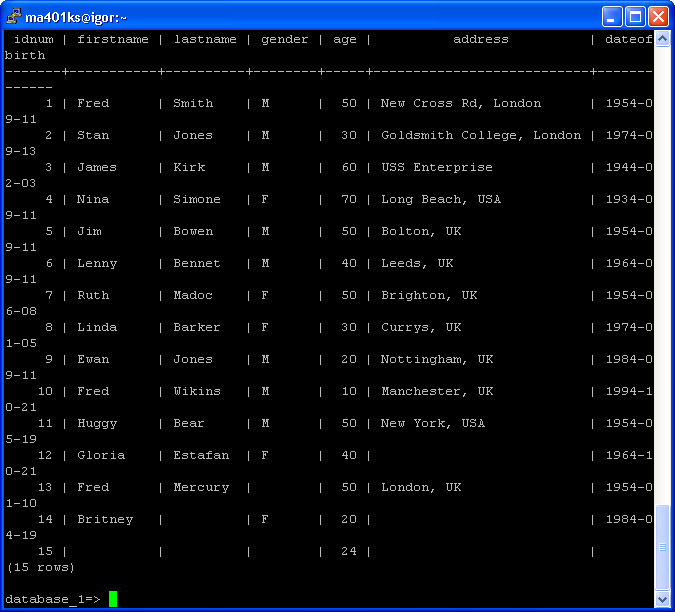 ma401ks@igor:~
 idnum | firstname | lastname | gender | age |          address           | dateof
birth
-------+-----------+----------+--------+-----+----------------------------+-------
------
     1 | Fred      | Smith    | M      |  50 | New Cross Rd, London      | 1954-0
9-11
     2 | Stan      | Jones    | M      |  30 | Goldsmith College, London | 1974-0
9-13
     3 | James     | Kirk     | M      |  60 | USS Enterprise            | 1944-0
2-03
     4 | Nina      | Simone   | F      |  70 | Long Beach, USA           | 1934-0
9-11
     5 | Jim       | Bowen    | M      |  50 | Bolton, UK                | 1954-0
9-11
     6 | Lenny     | Bennet   | M      |  40 | Leeds, UK                 | 1964-0
9-11
     7 | Ruth      | Madoc    | F      |  50 | Brighton, UK              | 1954-0
6-08
     8 | Linda     | Barker   | F      |  30 | Currys, UK                | 1974-0
1-05
     9 | Ewan      | Jones    | M      |  20 | Nottingham, UK            | 1984-0
9-11
    10 | Fred      | Wikins   | M      |  10 | Manchester, UK            | 1994-1
0-21
    11 | Huggy     | Bear     | M      |  50 | New York, USA             | 1954-0
5-19
    12 | Gloria    | Estafan  | F      |  40 |                           | 1964-1
0-21
    13 | Fred      | Mercury  |        |  50 | London, UK                | 1954-0
1-10
    14 | Britney   |          | F      |  20 |                           | 1984-0
4-19
    15 |           |          |        |  24 |                           |
(15 rows)
database_1=>